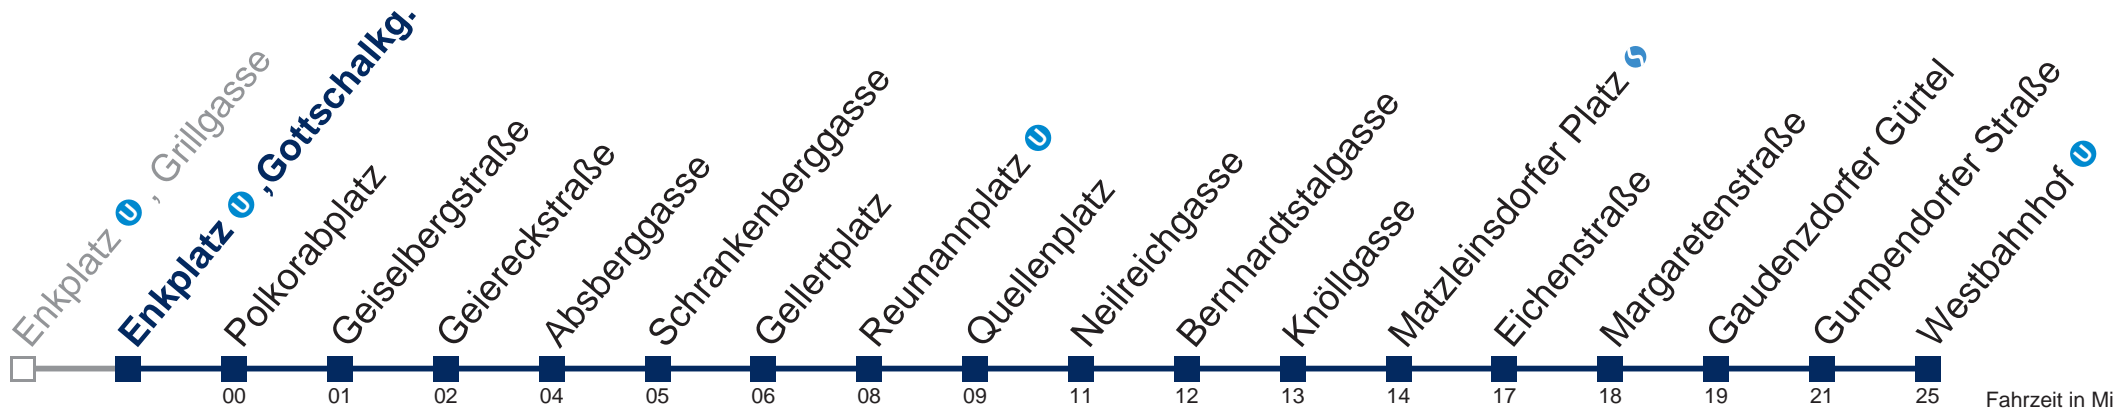 Enkplatz U , Grillgasse
Enkplatz U ,Gottschalkg.
Polkorabplatz
Geiselbergstraße
Geiereckstraße
Absberggasse
Schrankenberggasse
Gellertplatz
Reumannplatz U
Quellenplatz
Neilreichgasse
Bernhardtstalgasse
Knöllgasse
Matzleinsdorfer Platz S
Eichenstraße
Margaretenstraße
Gaudenzdorfer Gürtel
Gumpendorfer Straße
Westbahnhof U
00 01 02 04 05 06 08 09 11 12 13 14 17 18 19 21 25 Fahrzeit in Mi